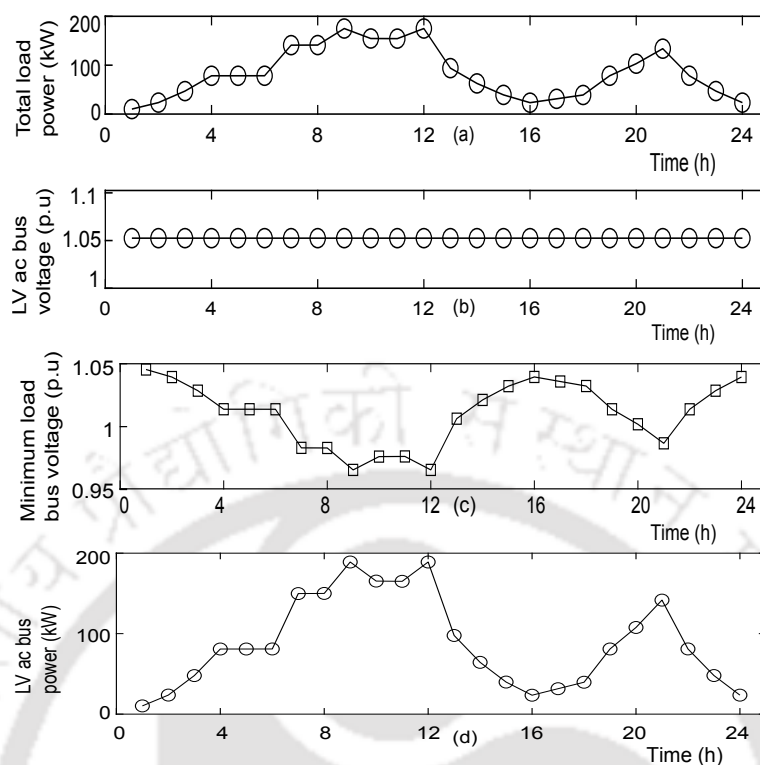 Total load
power (kW)
200
100
0
0 4 8 12 16 20 24
(a)
Time (h)
LV ac bus
voltage (p.u)
1.1
1.05
1
0 4 8 12 16 20 24
(b)
Time (h)
Minimum load
bus voltage (p.u)
1.05
1
0.95
0 4 8 12 16 20 24
(c)
Time (h)
LV ac bus
power (kW)
200
100
0
0 4 8 12 16 20 24
(d)
Time (h)